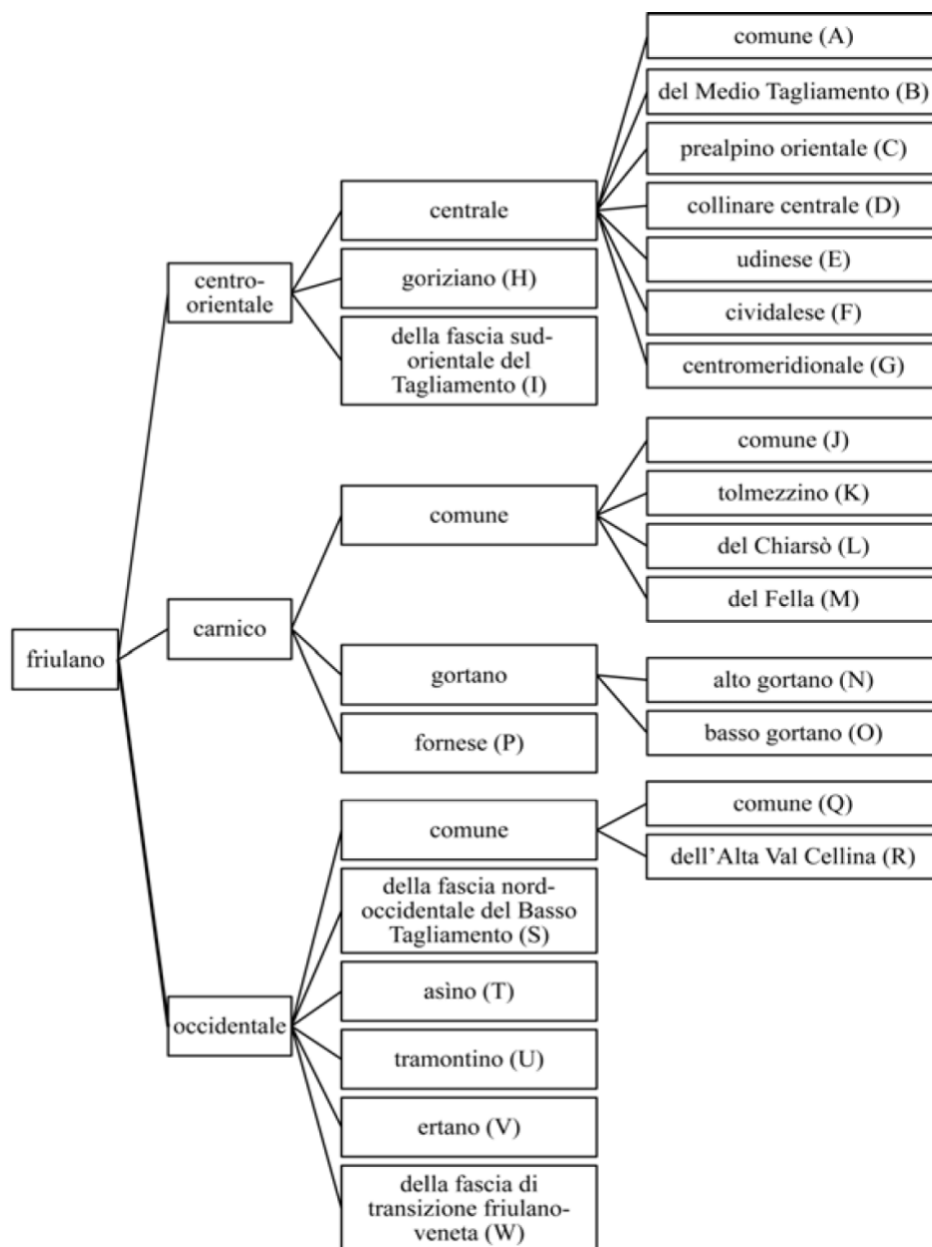 comune (A)
del Medio Tagliamento (B)
prealpino orientale (C)
centrale
collinare centrale (D)
udinese (E)
centro-
orientale
goriziano (H)
cividalese (F)
della fascia sud-
orientale del
Tagliamento (I)
centromeridionale (G)
comune (J)
comune
tolmezzino (K)
del Chiarsò (L)
del Fella (M)
friulano
carnico
gortano
alto gortano (N)
basso gortano (O)
fornese (P)
comune
comune (Q)
dell’Alta Val Cellina (R)
della fascia nord-
occidentale del Basso
Tagliamento (S)
asìno (T)
occidentale
tramontino (U)
ertano (V)
della fascia di
transizione friulano-
veneta (W)